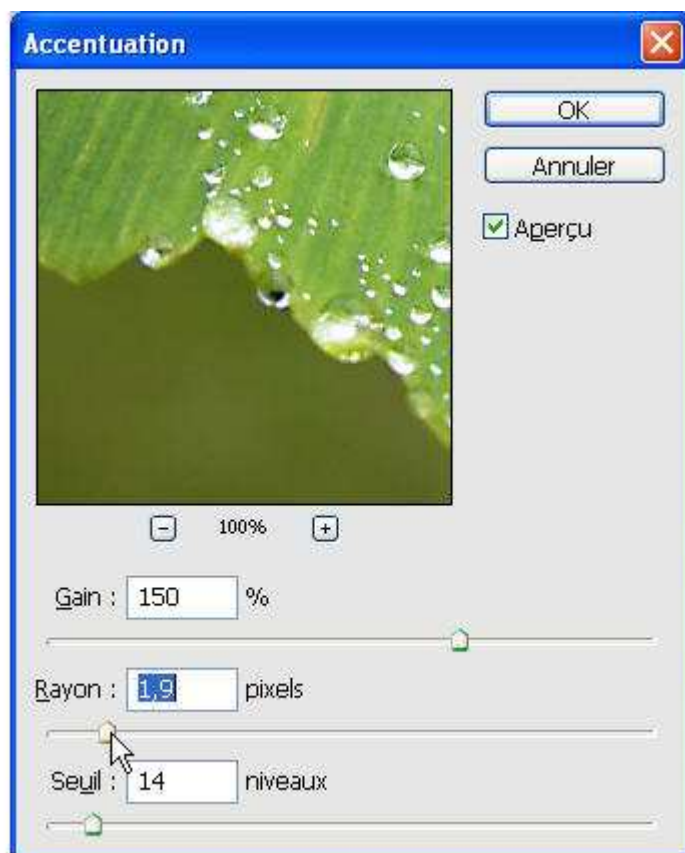 Accentuation
OK
Annuler
Aperçu
100%
Gain : 150 %
Rayon : 1,9 pixels
Seuil : 14 niveaux